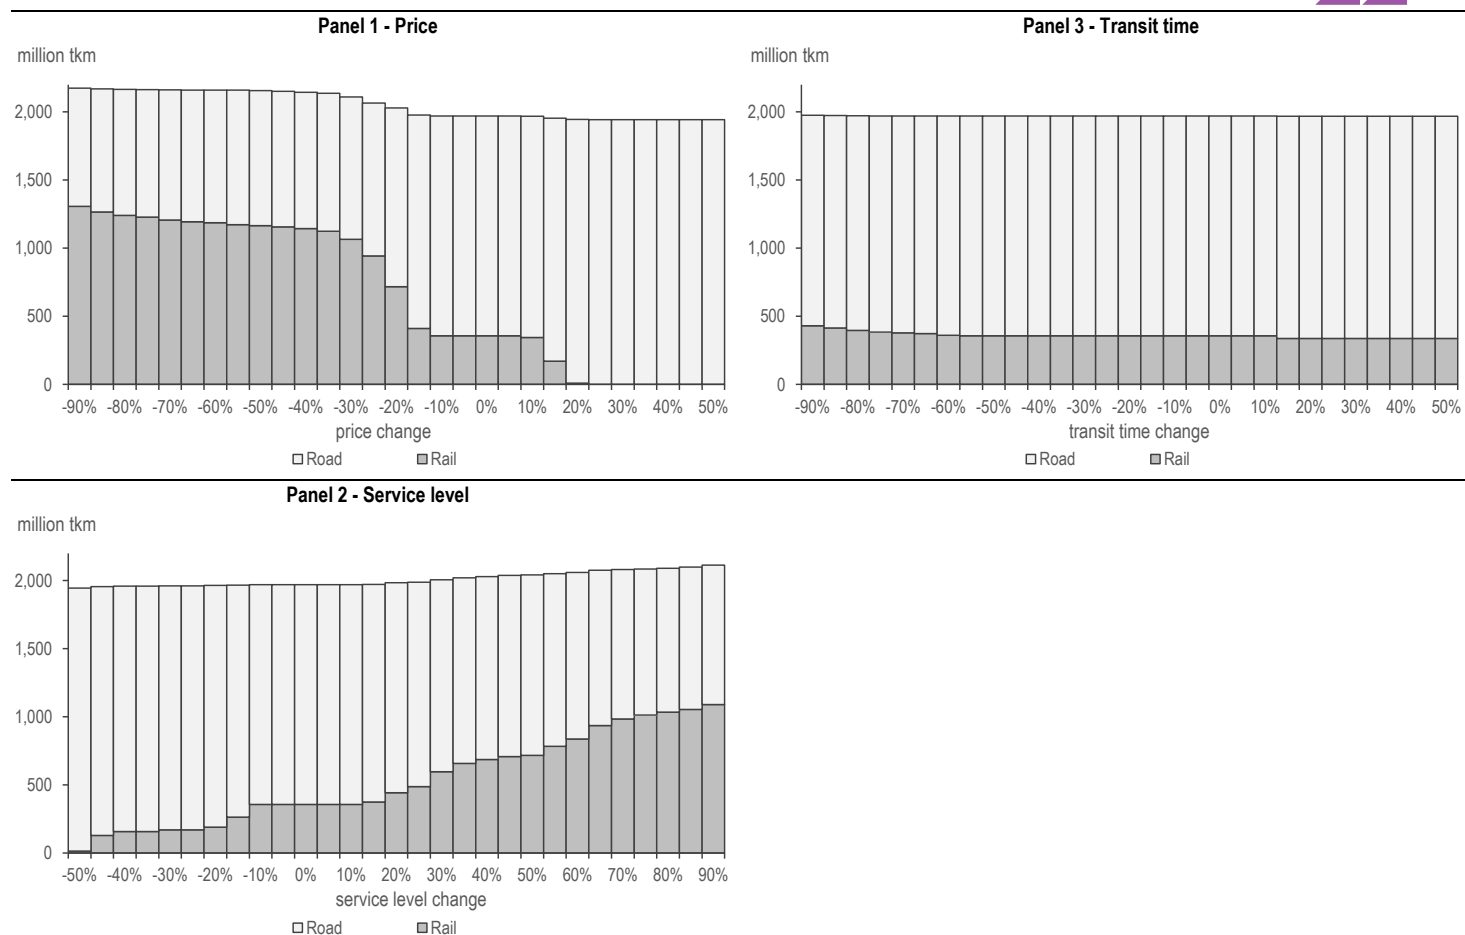 Panel 1 - Price
million tkm
2,000
1,500
1,000
500
0
-90% -80% -70% -60% -50% -40% -30% -20% -10% 0% 10% 20% 30% 40% 50%
price change
Road Rail
Panel 3 - Transit time
million tkm
2,000
1,500
1,000
500
0
-90% -80% -70% -60% -50% -40% -30% -20% -10% 0% 10% 20% 30% 40% 50%
transit time change
Road Rail
Panel 2 - Service level
million tkm
2,000
1,500
1,000
500
0
-50% -40% -30% -20% -10% 0% 10% 20% 30% 40% 50% 60% 70% 80% 90%
service level change
Road Rail